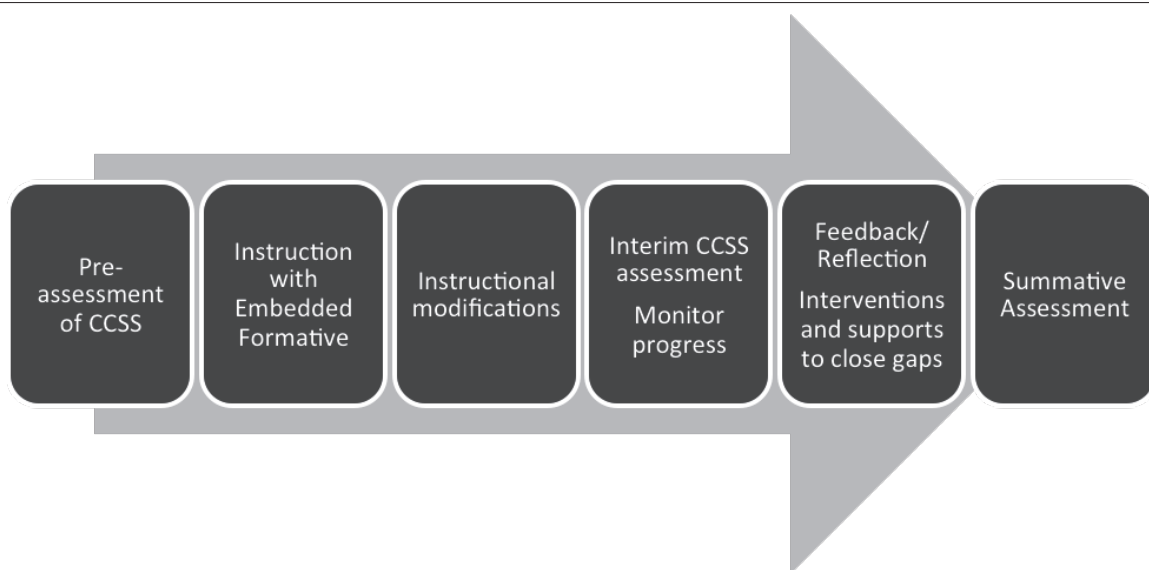 Pre-
assessment
of CCSS
Instruction
with
Embedded
Formative
Instructional
modifications
Interim CCSS
assessment
Monitor
progress
Feedback/
Reflection
Interventions
and supports
to close gaps
Summative
Assessment